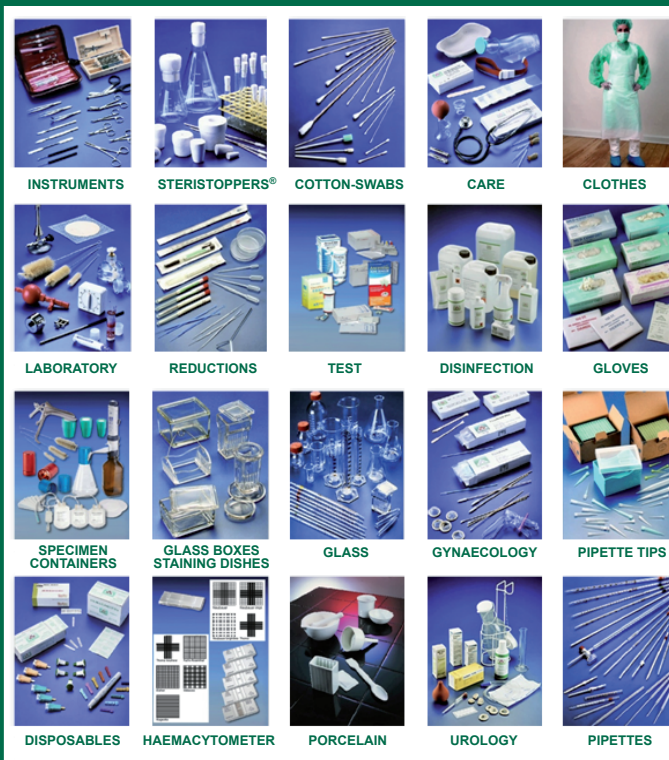 INSTRUMENTS
STERISTOPPERS®
COTTON-SWABS
CARE
CLOTHES
LABORATORY
REDUCTIONS
TEST
DISINFECTION
GLOVES
SPECIMEN
CONTAINERS
GLASS BOXES
STAINING DISHES
GLASS
GYNAECOLOGY
PIPETTE TIPS
DISPOSABLES
HAEMACYTOMETER
PORCELAIN
UROLOGY
PIPETTES